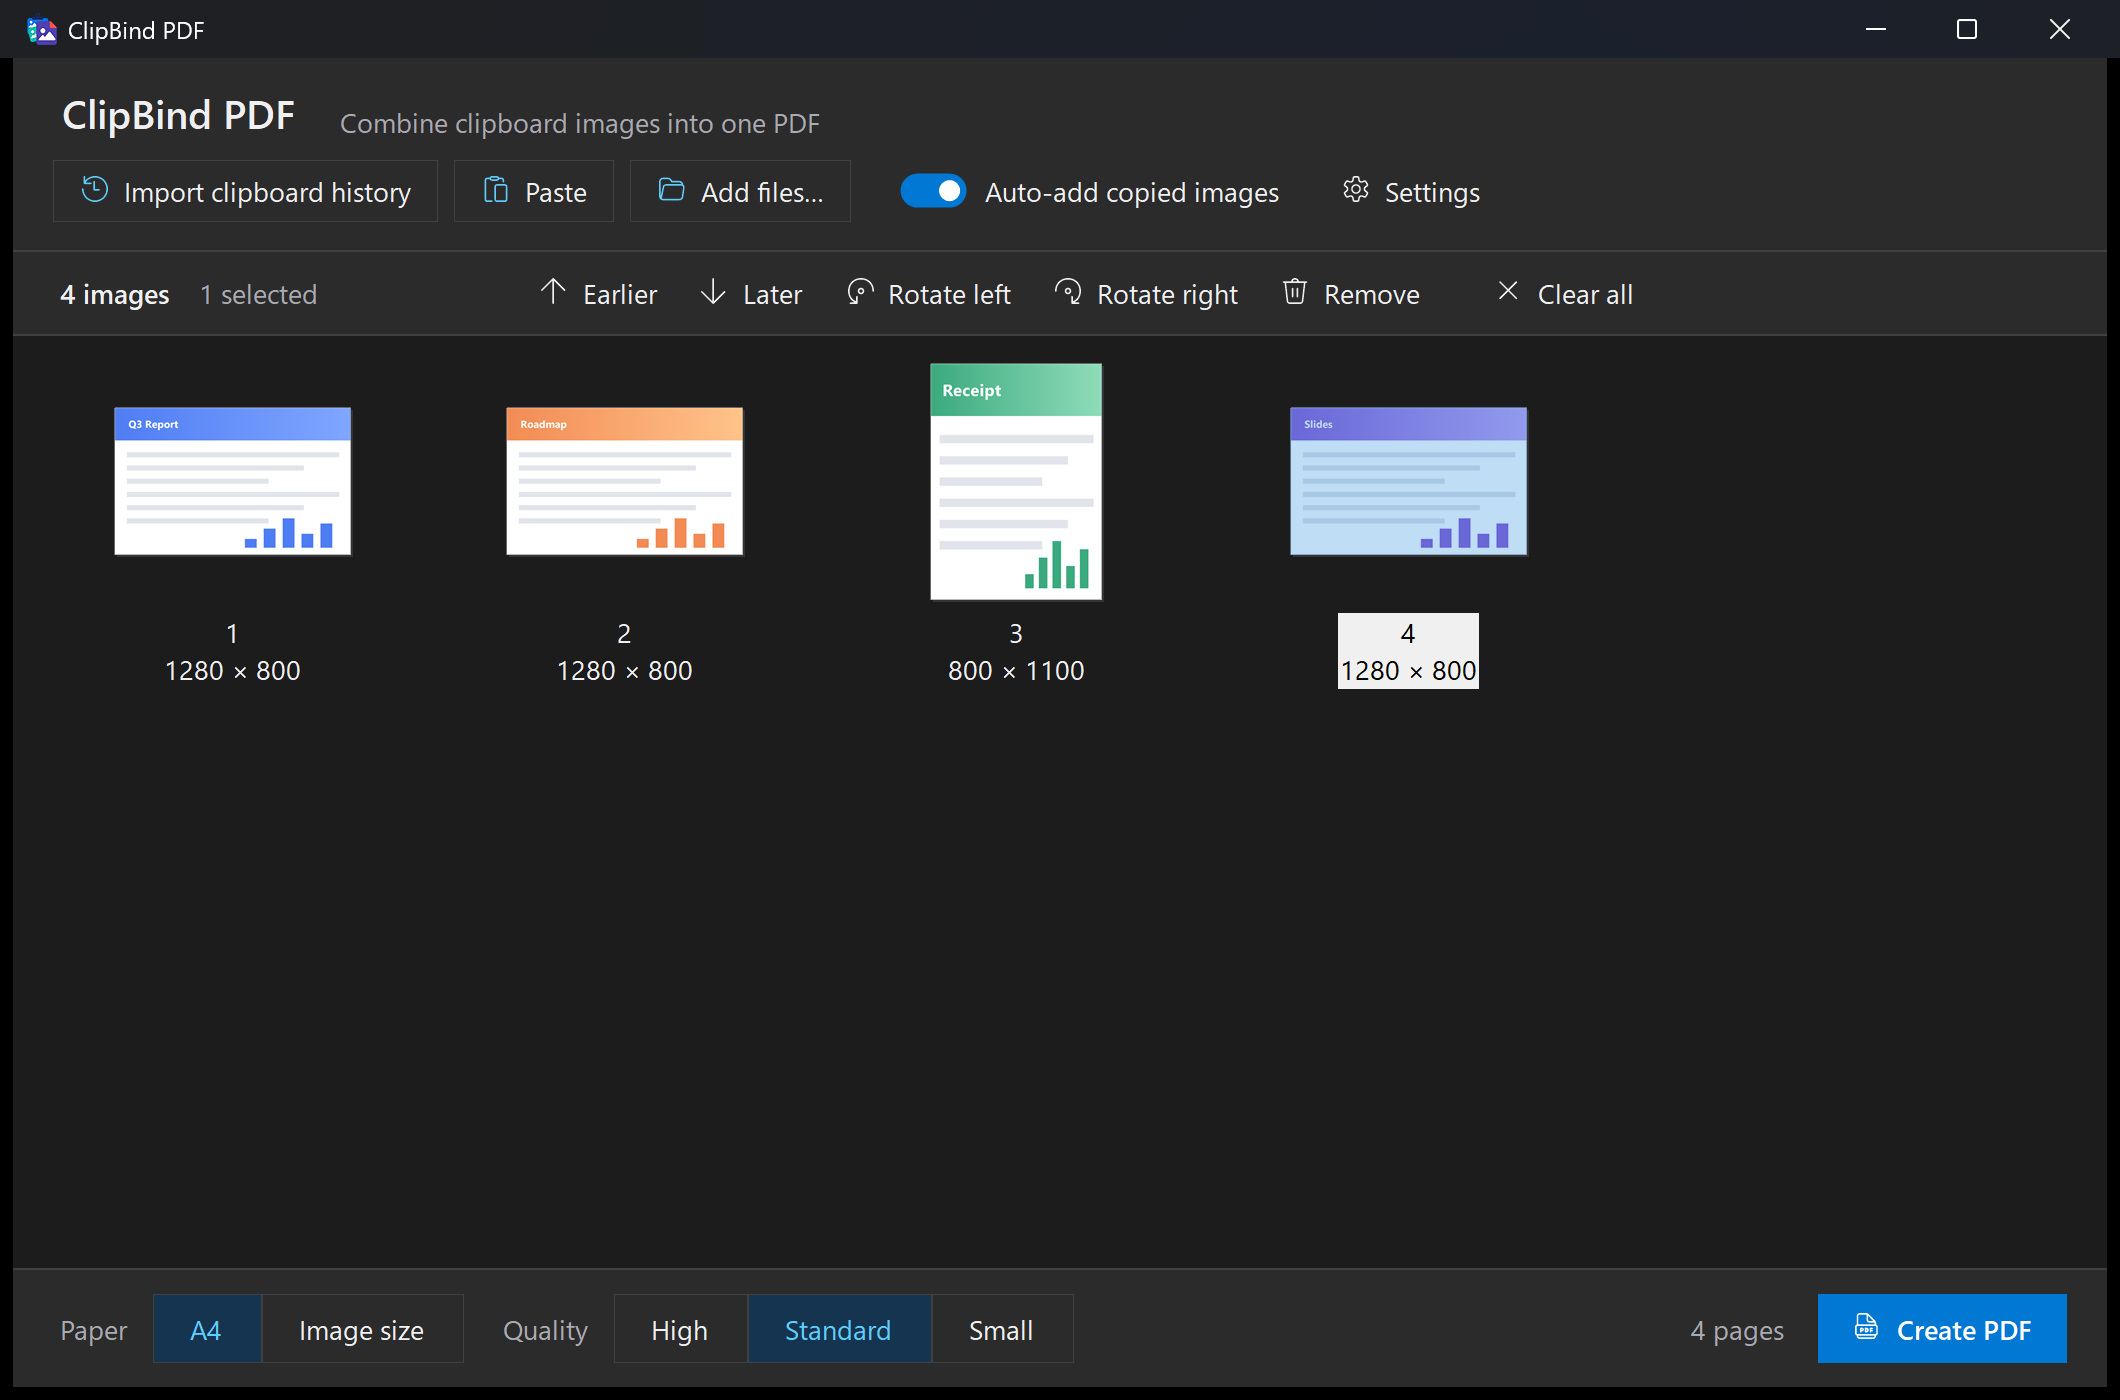 ClipBind PDF
ClipBind PDF Combine clipboard images into one PDF
Import clipboard history Paste Add files... Auto-add copied images Settings
4 images 1 selected Earlier Later Rotate left Rotate right Remove Clear all
Q3 Report
Roadmap
Receipt
Slides
1
1280 × 800
2
1280 × 800
3
800 × 1100
4
1280 × 800
Paper A4 Image size Quality High Standard Small 4 pages PDF Create PDF